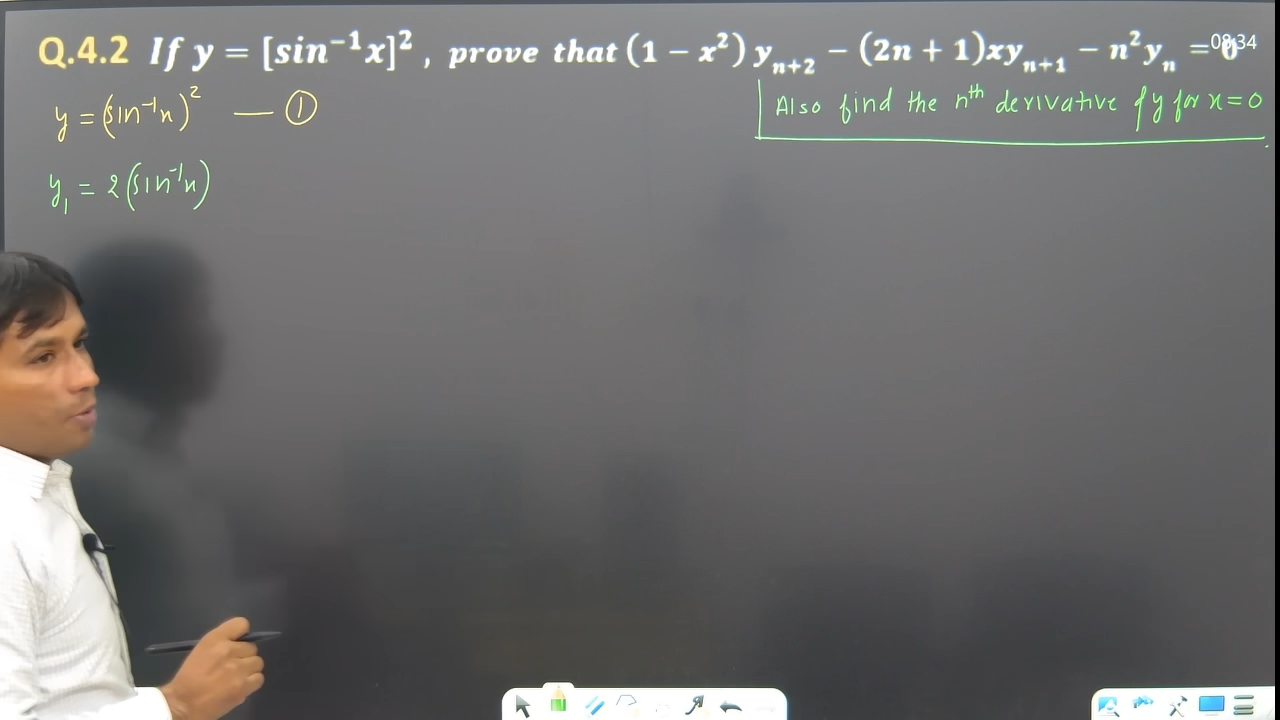 Q.4.2 If y = [sin⁻¹x]², prove that (1 − x²) yₙ₊₂ − (2n + 1)xyₙ₊₁ − n²yₙ = 0
08:34
y = (sin⁻¹x)² — ①
Also find the nᵗʰ derivative of y for x = 0
y₁ = 2(sin⁻¹x)